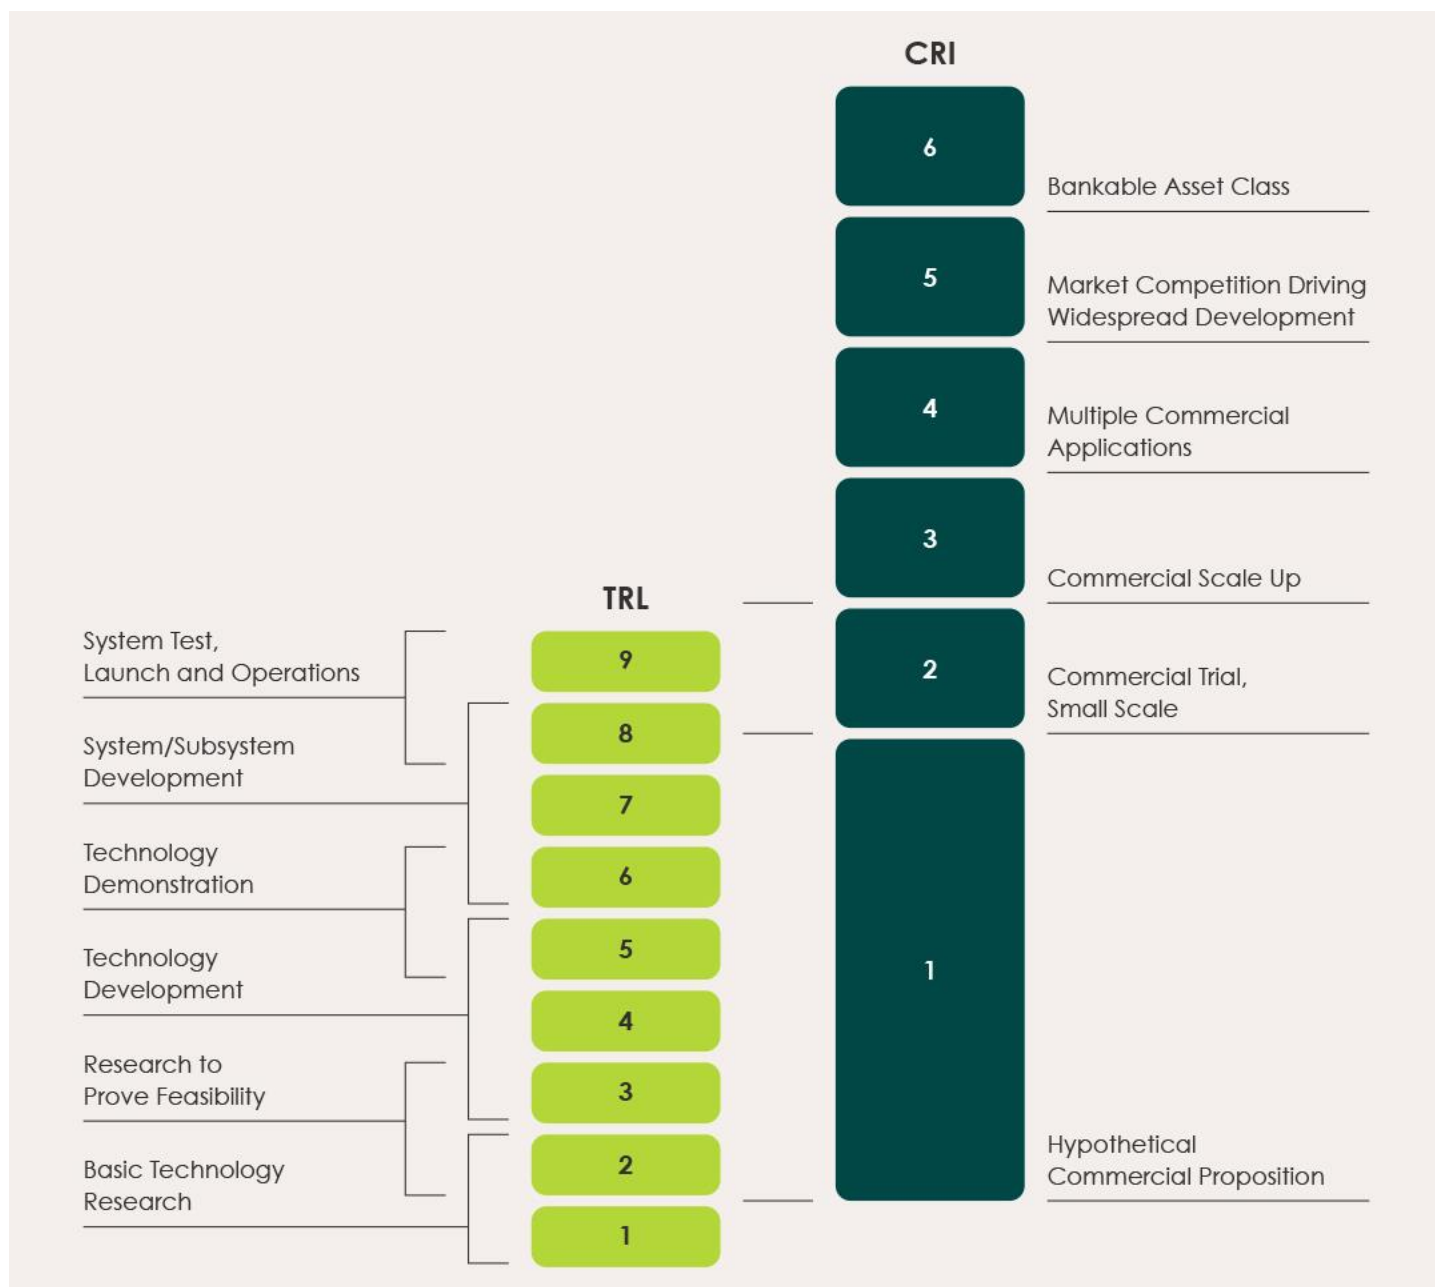 CRI
6
Bankable Asset Class
5
Market Competition Driving
Widespread Development
4
Multiple Commercial
Applications
3
Commercial Scale Up
2
Commercial Trial,
Small Scale
1
Hypothetical
Commercial Proposition
TRL
9
8
7
6
5
4
3
2
1
System Test,
Launch and Operations
System/Subsystem
Development
Technology
Demonstration
Technology
Development
Research to
Prove Feasibility
Basic Technology
Research